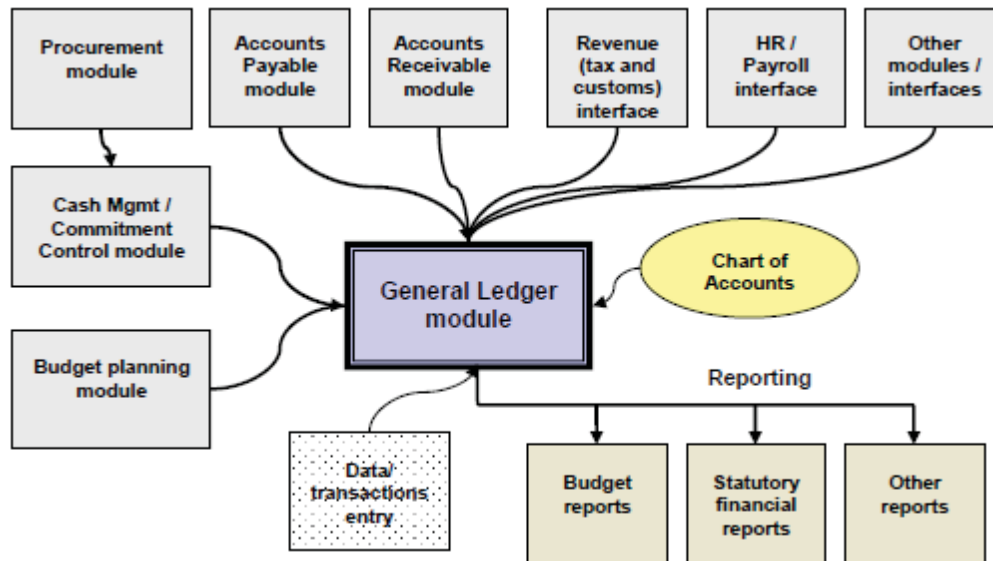 Procurement
module
Accounts
Payable
module
Accounts
Receivable
module
Revenue
(tax and
customs)
interface
HR /
Payroll
interface
Other
modules /
interfaces
Cash Mgmt /
Commitment
Control module
General Ledger
module
Chart of
Accounts
Budget planning
module
Reporting
Data/
transactions
entry
Budget
reports
Statutory
financial
reports
Other
reports